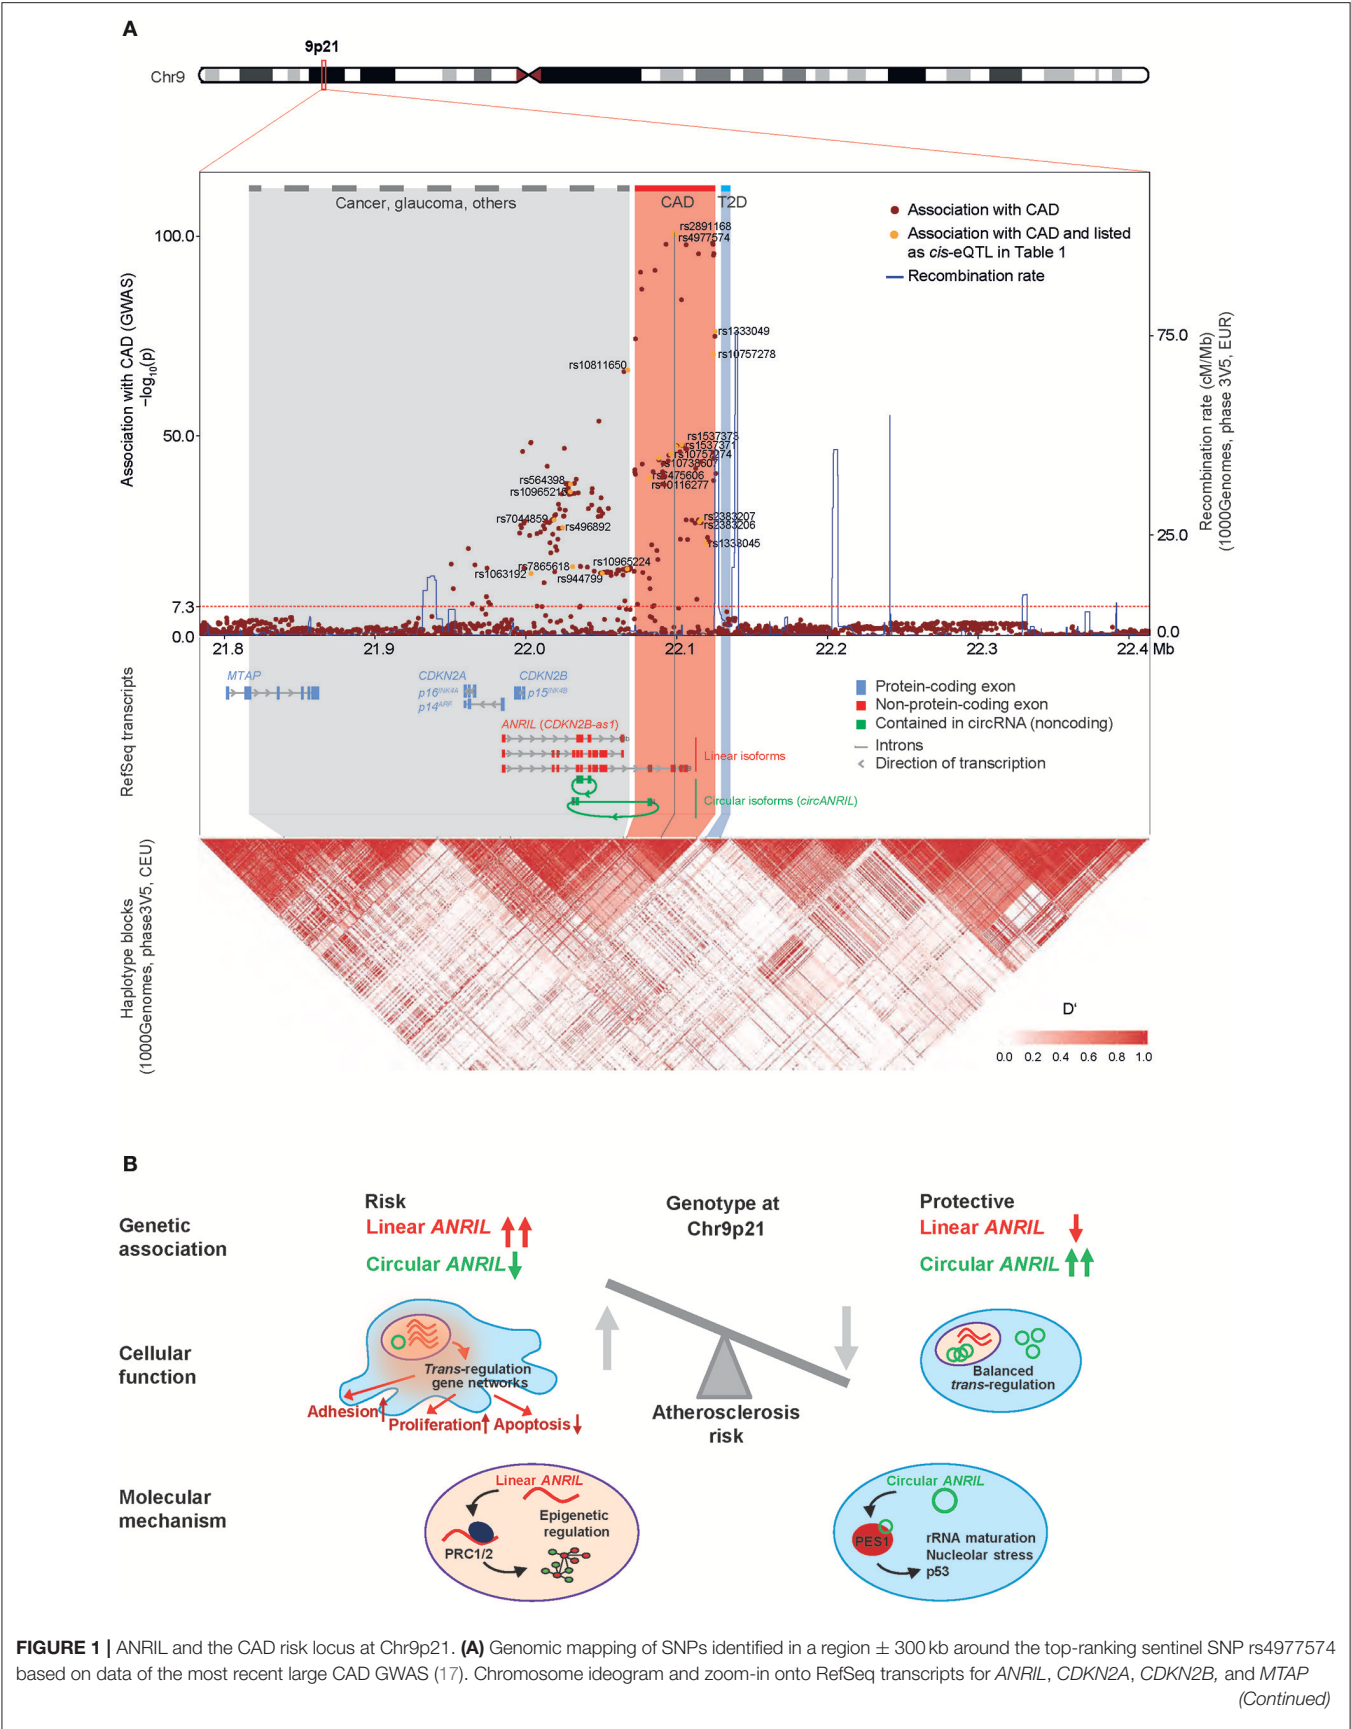 A
9p21
Chr9
Cancer, glaucoma, others
CAD
T2D
Association with CAD
Association with CAD and listed
as cis-eQTL in Table 1
Recombination rate
Association with CAD (GWAS)
−log10(p)
100.0
50.0
7.3
0.0
75.0
25.0
0.0
Recombination rate (cM/Mb)
(1000Genomes, phase 3V5, EUR)
rs2891168
rs4977574
rs1333049
rs10757278
rs10811650
rs1537373
rs1537371
rs10757274
rs10738607
rs6475606
rs10116277
rs564398
rs10965215
rs7044859
rs496892
rs2383207
rs2383206
rs1333045
rs7865618
rs10965224
rs1063192
rs944799
21.8
21.9
22.0
22.1
22.2
22.3
22.4 Mb
RefSeq transcripts
MTAP
CDKN2A
p16INK4A
p14ARF
CDKN2B
p15INK4B
ANRIL (CDKN2B-as1)
Linear isoforms
Circular isoforms (circANRIL)
Protein-coding exon
Non-protein-coding exon
Contained in circRNA (noncoding)
Introns
Direction of transcription
Haplotype blocks
(1000Genomes, phase3V5, CEU)
D'
0.0 0.2 0.4 0.6 0.8 1.0
B
Genetic
association
Risk
Linear ANRIL
Circular ANRIL
Genotype at
Chr9p21
Protective
Linear ANRIL
Circular ANRIL
Cellular
function
Trans-regulation
gene networks
Adhesion
Proliferation
Apoptosis
Atherosclerosis
risk
Balanced
trans-regulation
Molecular
mechanism
Linear ANRIL
Epigenetic
regulation
PRC1/2
Circular ANRIL
PES1
rRNA maturation
Nucleolar stress
p53
FIGURE 1 | ANRIL and the CAD risk locus at Chr9p21. (A) Genomic mapping of SNPs identified in a region ± 300 kb around the top-ranking sentinel SNP rs4977574
based on data of the most recent large CAD GWAS (17). Chromosome ideogram and zoom-in onto RefSeq transcripts for ANRIL, CDKN2A, CDKN2B, and MTAP
(Continued)